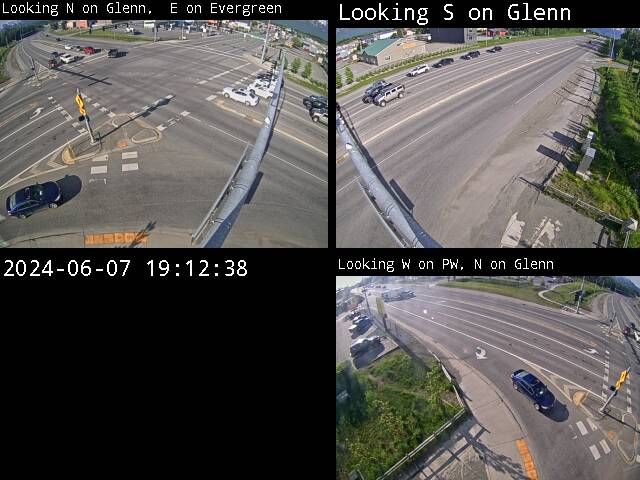 Looking N on Glenn, E on Evergreen
Looking S on Glenn
2024-06-07 19:12:38
Looking W on PW, N on Glenn